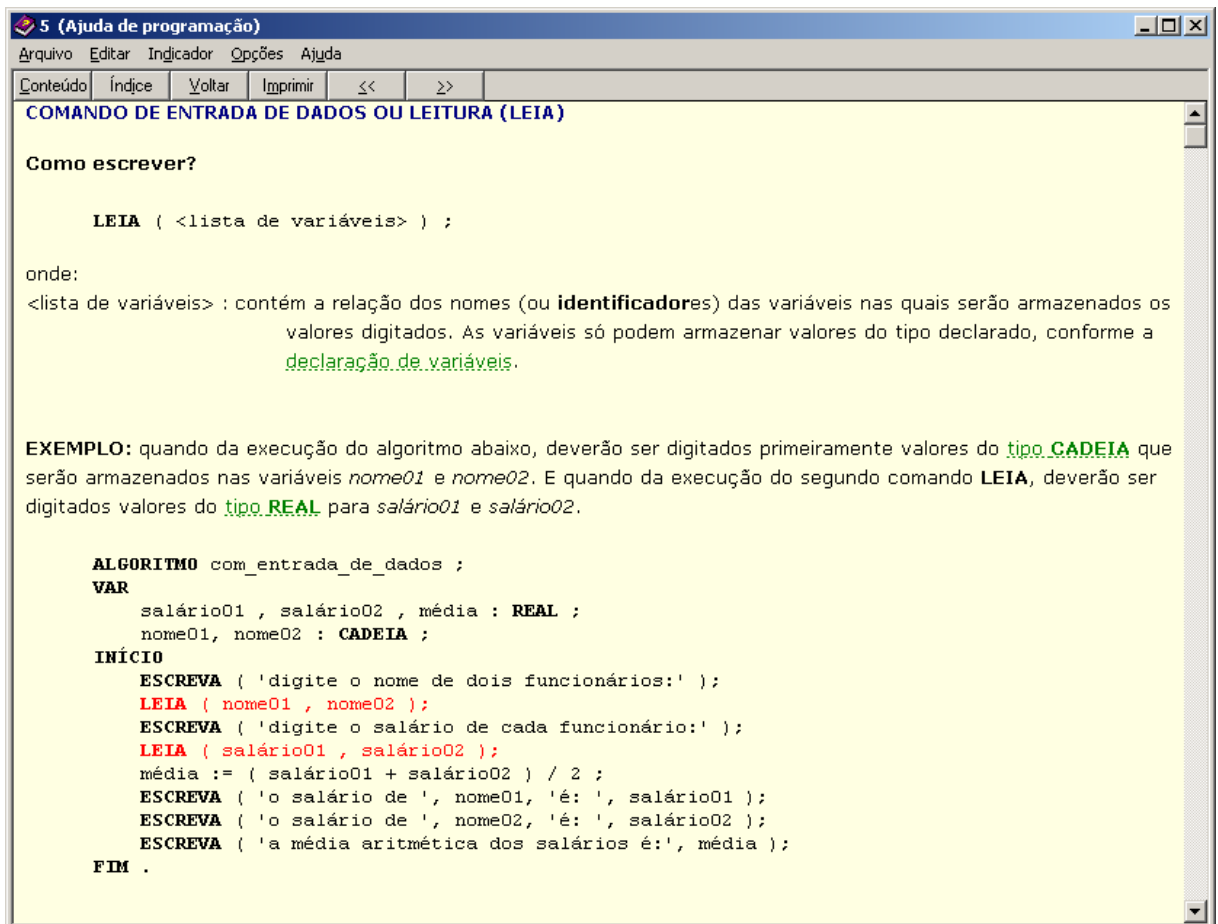 5 (Ajuda de programação)
Arquivo Editar Indicador Opções Ajuda
Conteúdo Índice Voltar Imprimir << >>
COMANDO DE ENTRADA DE DADOS OU LEITURA (LEIA)
Como escrever?
LEIA ( <lista de variáveis> ) ;
onde:
<lista de variáveis> : contém a relação dos nomes (ou identificadores) das variáveis nas quais serão armazenados os
valores digitados. As variáveis só podem armazenar valores do tipo declarado, conforme a
declaração de variáveis.
EXEMPLO: quando da execução do algoritmo abaixo, deverão ser digitados primeiramente valores do tipo CADEIA que
serão armazenados nas variáveis nome01 e nome02. E quando da execução do segundo comando LEIA, deverão ser
digitados valores do tipo REAL para salário01 e salário02.
ALGORITMO com_entrada_de_dados ;
VAR
salário01 , salário02 , média : REAL ;
nome01, nome02 : CADEIA ;
INÍCIO
ESCREVA ( 'digite o nome de dois funcionários:' );
LEIA ( nome01 , nome02 );
ESCREVA ( 'digite o salário de cada funcionário:' );
LEIA ( salário01 , salário02 );
média := ( salário01 + salário02 ) / 2 ;
ESCREVA ( 'o salário de ', nome01, 'é: ', salário01 );
ESCREVA ( 'o salário de ', nome02, 'é: ', salário02 );
ESCREVA ( 'a média aritmética dos salários é:', média );
FIM .